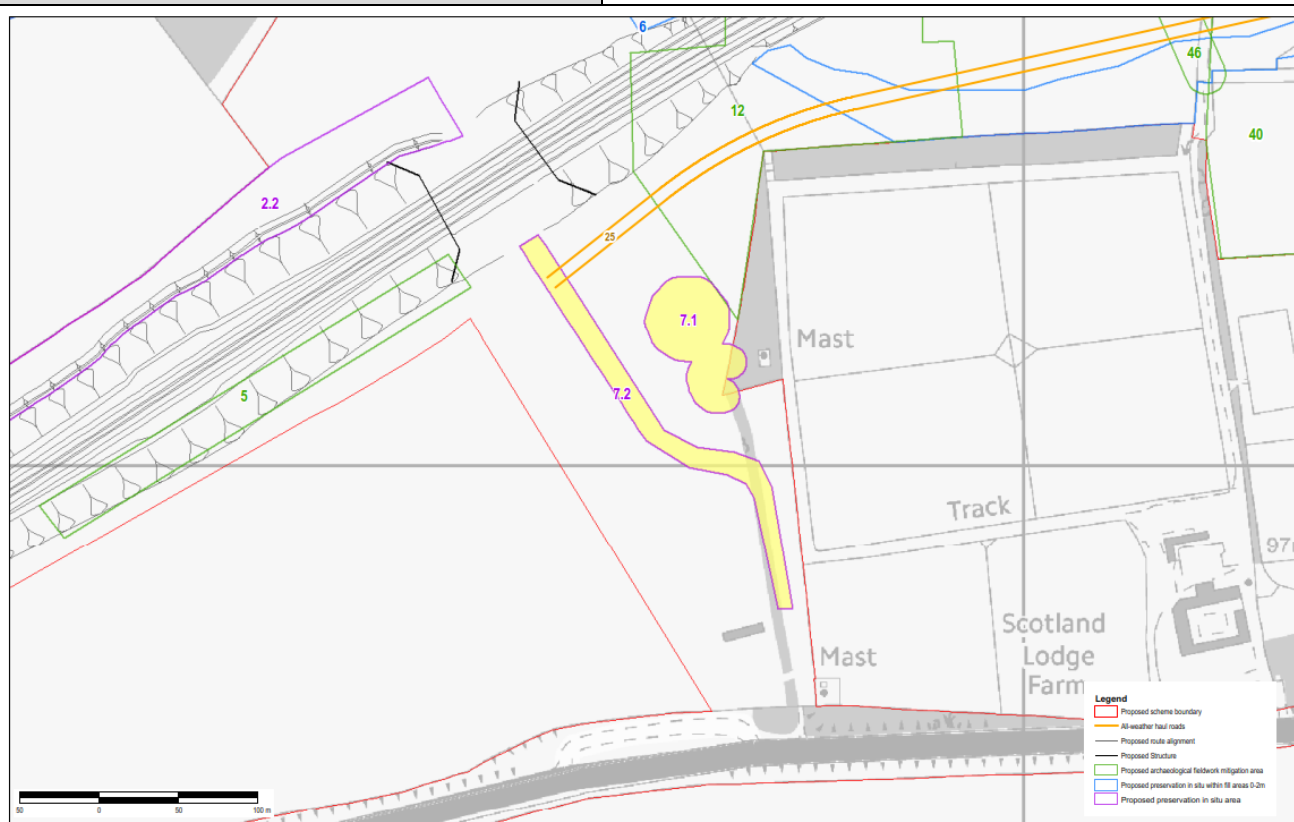 6
46
12
40
2.2
25
7.1
Mast
7.2
5
Track
Scotland
Lodge
Farm
Mast
Legend
Proposed scheme boundary
All-weather haul roads
Proposed route alignment
Proposed Structure
Proposed archaeological fieldwork mitigation area
Proposed preservation in situ within fill areas 0-2m
Proposed preservation in situ area
50 0 50 100 m